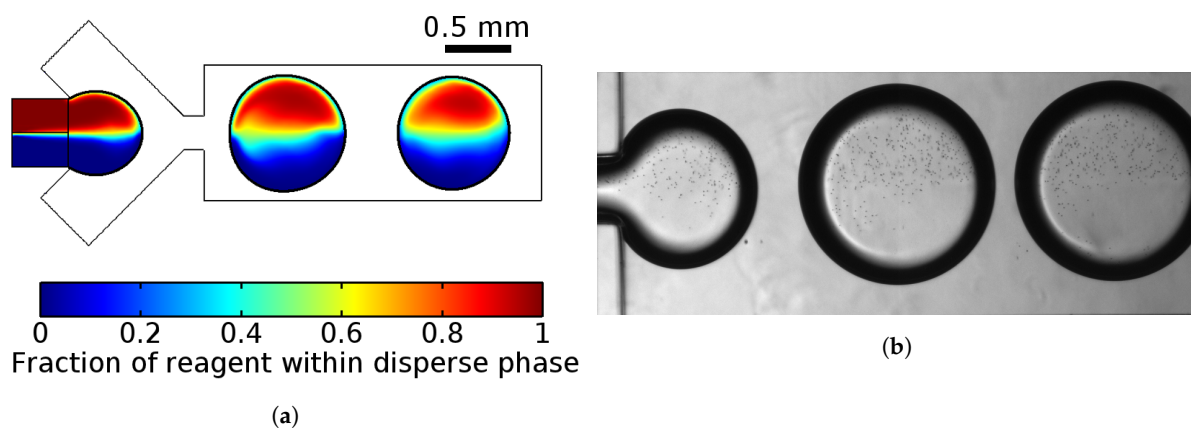 0.5 mm
0 0.2 0.4 0.6 0.8 1
Fraction of reagent within disperse phase
(a)
(b)